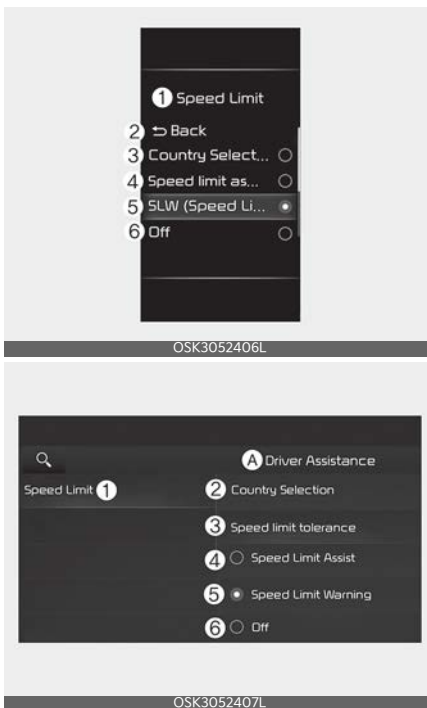 1 Speed Limit
2 Back
3 Country Select...
4 Speed limit as...
5 SLW (Speed Li...
6 Off
OSK3052406L
A Driver Assistance
Speed Limit 1
2 Country Selection
3 Speed limit tolerance
4 Speed Limit Assist
5 Speed Limit Warning
6 Off
OSK3052407L